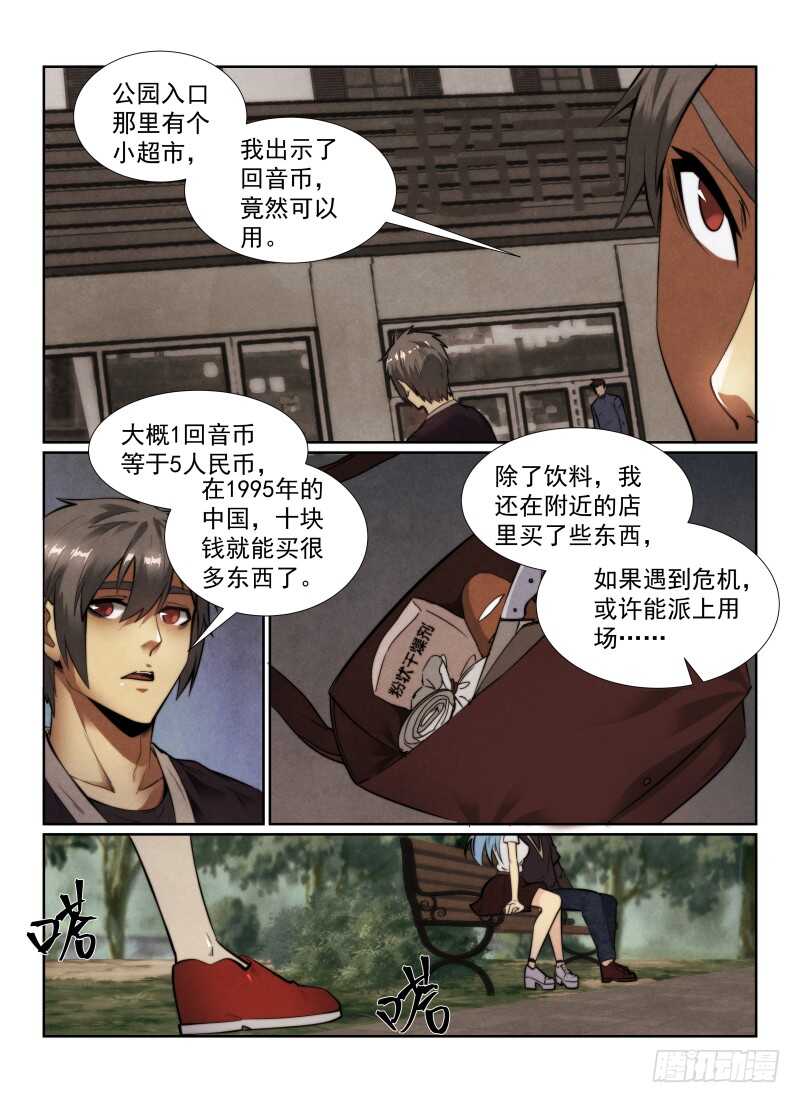 公园入口
那里有个
小超市，
我出示了
回音币，
竟然可以
用。
超市
大概1回音币
等于5人民币，
在1995年的
中国，十块
钱就能买很
多东西了。
除了饮料，我
还在附近的店
里买了些东西，
如果遇到危机，
或许能派上用
场……
粉状干燥剂
嗒
嗒
腾讯动漫